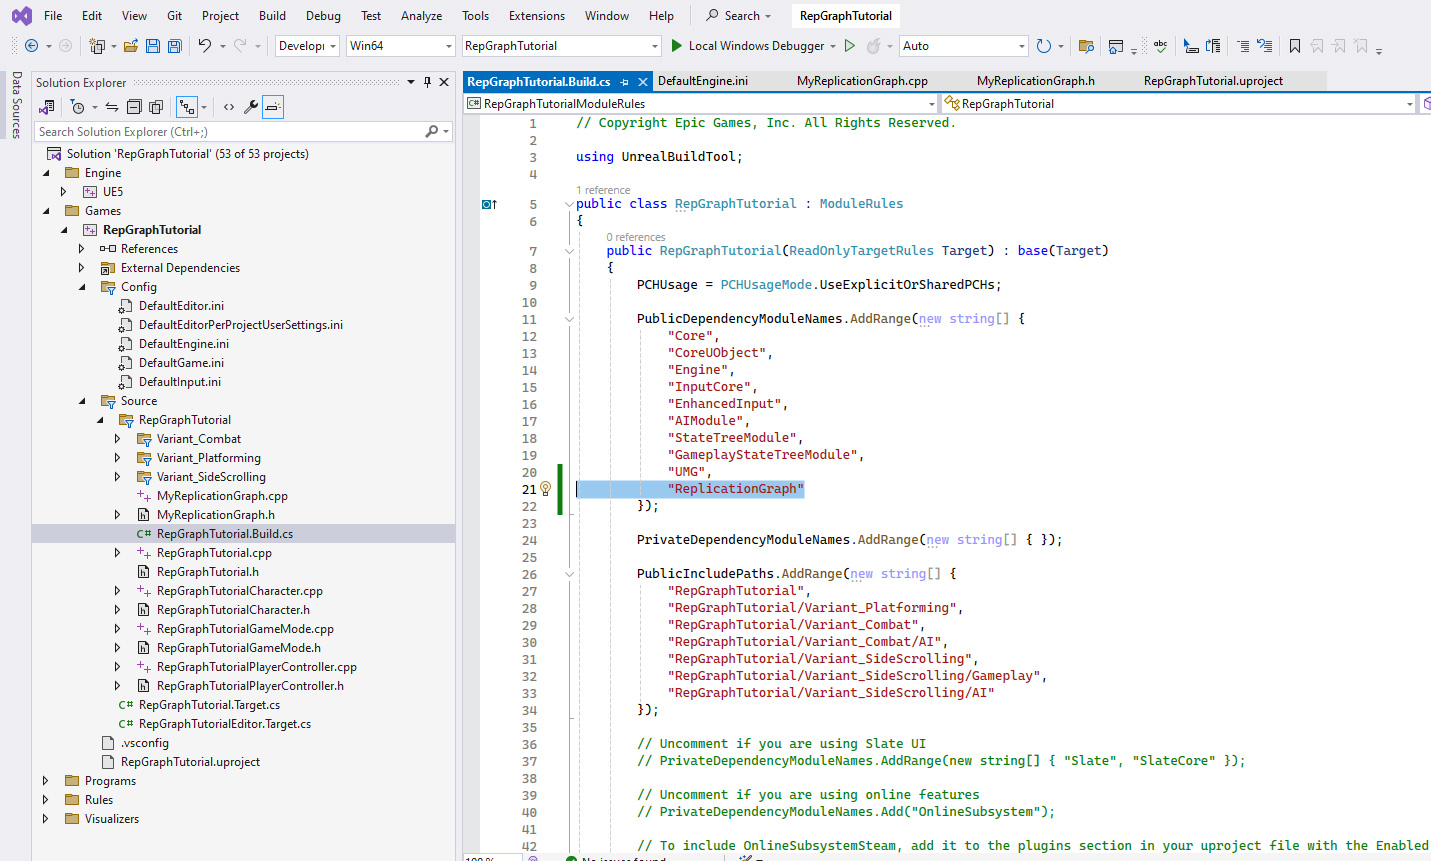 File Edit View Git Project Build Debug Test Analyze Tools Extensions Window Help Search RepGraphTutorial
Win64 RepGraphTutorial Local Windows Debugger Auto
Data Sources
Solution Explorer
Search Solution Explorer (Ctrl+;)
Solution 'RepGraphTutorial' (53 of 53 projects)
Engine
UE5
Games
RepGraphTutorial
References
External Dependencies
Config
DefaultEditor.ini
DefaultEditorPerProjectUserSettings.ini
DefaultEngine.ini
DefaultGame.ini
DefaultInput.ini
Source
RepGraphTutorial
Variant_Combat
Variant_Platforming
Variant_SideScrolling
MyReplicationGraph.cpp
MyReplicationGraph.h
RepGraphTutorial.Build.cs
RepGraphTutorial.cpp
RepGraphTutorial.h
RepGraphTutorialCharacter.cpp
RepGraphTutorialCharacter.h
RepGraphTutorialGameMode.cpp
RepGraphTutorialGameMode.h
RepGraphTutorialPlayerController.cpp
RepGraphTutorialPlayerController.h
C# RepGraphTutorial.Target.cs
C# RepGraphTutorialEditor.Target.cs
.vsconfig
RepGraphTutorial.uproject
Programs
Rules
Visualizers
RepGraphTutorial.Build.cs DefaultEngine.ini MyReplicationGraph.cpp MyReplicationGraph.h RepGraphTutorial.uproject
C# RepGraphTutorialModuleRules RepGraphTutorial
1 // Copyright Epic Games, Inc. All Rights Reserved.
2
3 using UnrealBuildTool;
4
1 reference
5 public class RepGraphTutorial : ModuleRules
6 {
0 references
7 public RepGraphTutorial(ReadOnlyTargetRules Target) : base(Target)
8 {
9 PCHUsage = PCHUsageMode.UseExplicitOrSharedPCHs;
10
11 PublicDependencyModuleNames.AddRange(new string[] {
12 "Core",
13 "CoreUObject",
14 "Engine",
15 "InputCore",
16 "EnhancedInput",
17 "AIModule",
18 "StateTreeModule",
19 "GameplayStateTreeModule",
20 "UMG",
21 "ReplicationGraph"
22 });
23
24 PrivateDependencyModuleNames.AddRange(new string[] { });
25
26 PublicIncludePaths.AddRange(new string[] {
27 "RepGraphTutorial",
28 "RepGraphTutorial/Variant_Platforming",
29 "RepGraphTutorial/Variant_Combat",
30 "RepGraphTutorial/Variant_Combat/AI",
31 "RepGraphTutorial/Variant_SideScrolling",
32 "RepGraphTutorial/Variant_SideScrolling/Gameplay",
33 "RepGraphTutorial/Variant_SideScrolling/AI"
34 });
35
36 // Uncomment if you are using Slate UI
37 // PrivateDependencyModuleNames.AddRange(new string[] { "Slate", "SlateCore" });
38
39 // Uncomment if you are using online features
40 // PrivateDependencyModuleNames.Add("OnlineSubsystem");
41
42 // To include OnlineSubsystemSteam, add it to the plugins section in your uproject file with the Enabled